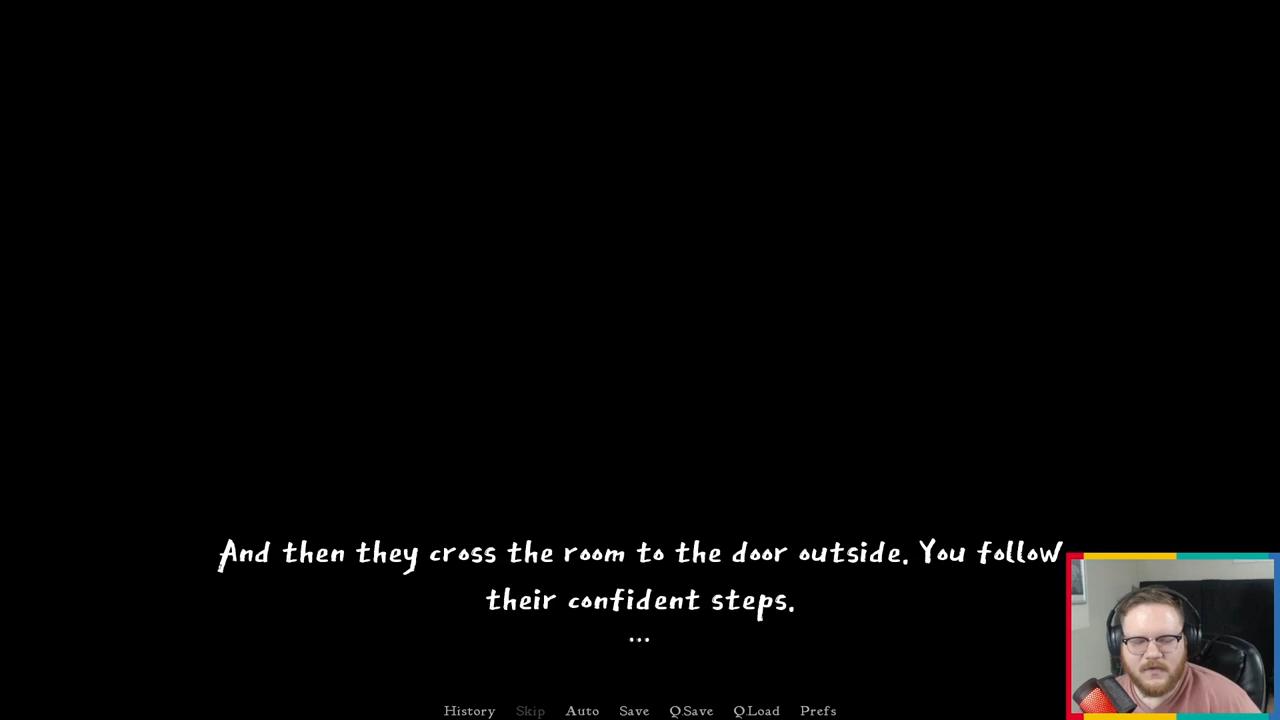 And then they cross the room to the door outside. You follow
their confident steps.
...
History Skip Auto Save Q.Save Q.Load Prefs